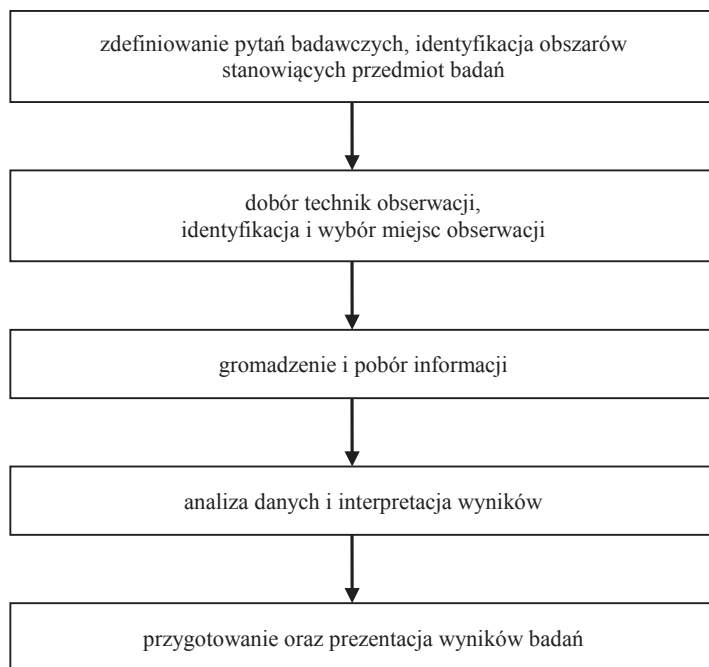 zdefiniowanie pytań badawczych, identyfikacja obszarów
stanowiących przedmiot badań
dobór technik obserwacji,
identyfikacja i wybór miejsc obserwacji
gromadzenie i pobór informacji
analiza danych i interpretacja wyników
przygotowanie oraz prezentacja wyników badań